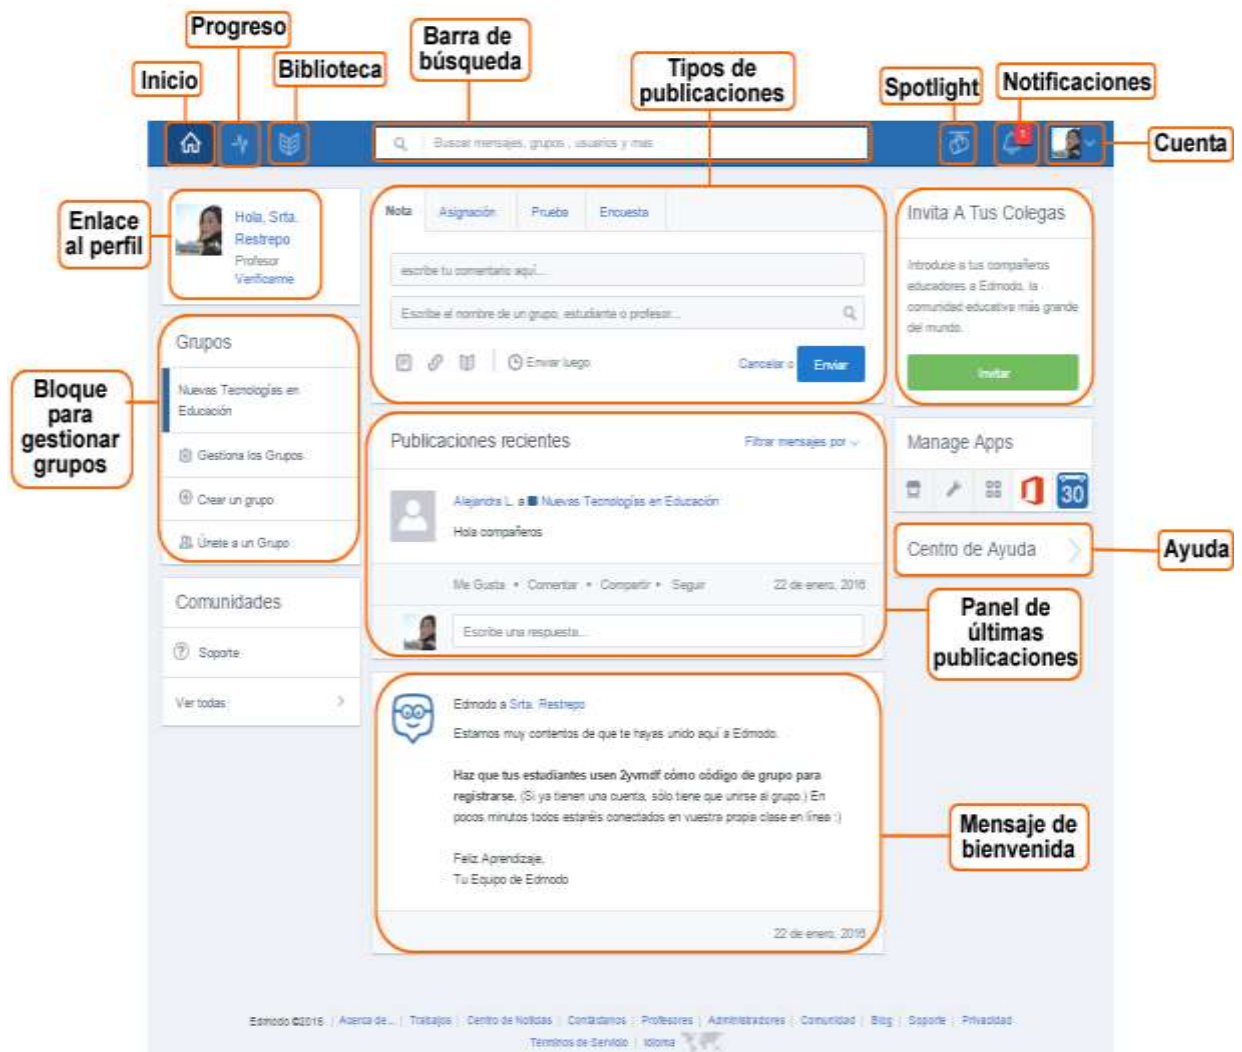 Progreso
Barra de
búsqueda
Biblioteca
Inicio
Tipos de
publicaciones
Spotlight
Notificaciones
Cuenta
Buscar mensajes, grupos , usuarios y más
Enlace
al perfil
Hola, Srta.
Restrepo
Profesor
Verificarme
Nota Asignación Prueba Encuesta
escribe tu comentario aquí...
Escribe el nombre de un grupo, estudiante o profesor...
Enviar luego
Cancelar o Enviar
Invita A Tus Colegas
Introduce a tus compañeros
educadores a Edmodo, la
comunidad educativa más grande
del mundo.
Invitar
Bloque
para
gestionar
grupos
Grupos
Nuevas Tecnologías en
Educación
Gestiona los Grupos
Crear un grupo
Únete a un Grupo
Publicaciones recientes
Filtrar mensajes por
Alejandra L. a Nuevas Tecnologías en Educación
Hola compañeros
Me Gusta • Comentar • Compartir • Seguir 22 de enero, 2016
Escribe una respuesta...
Manage Apps
30
Centro de Ayuda
Ayuda
Panel de
últimas
publicaciones
Comunidades
Soporte
Ver todas
Edmodo a Srta. Restrepo
Estamos muy contentos de que te hayas unido aquí a Edmodo.
Haz que tus estudiantes usen 2yvmdf cómo código de grupo para
registrarse. (Si ya tienen una cuenta, sólo tiene que unirse al grupo.) En
pocos minutos todos estaréis conectados en vuestra propia clase en línea :)
Feliz Aprendizaje,
Tu Equipo de Edmodo
22 de enero, 2016
Mensaje de
bienvenida
Edmodo ©2016 | Acerca de... | Trabajos | Centro de Noticias | Contáctanos | Profesores | Administradores | Comunidad | Blog | Soporte | Privacidad
Términos de Servicio | Idioma